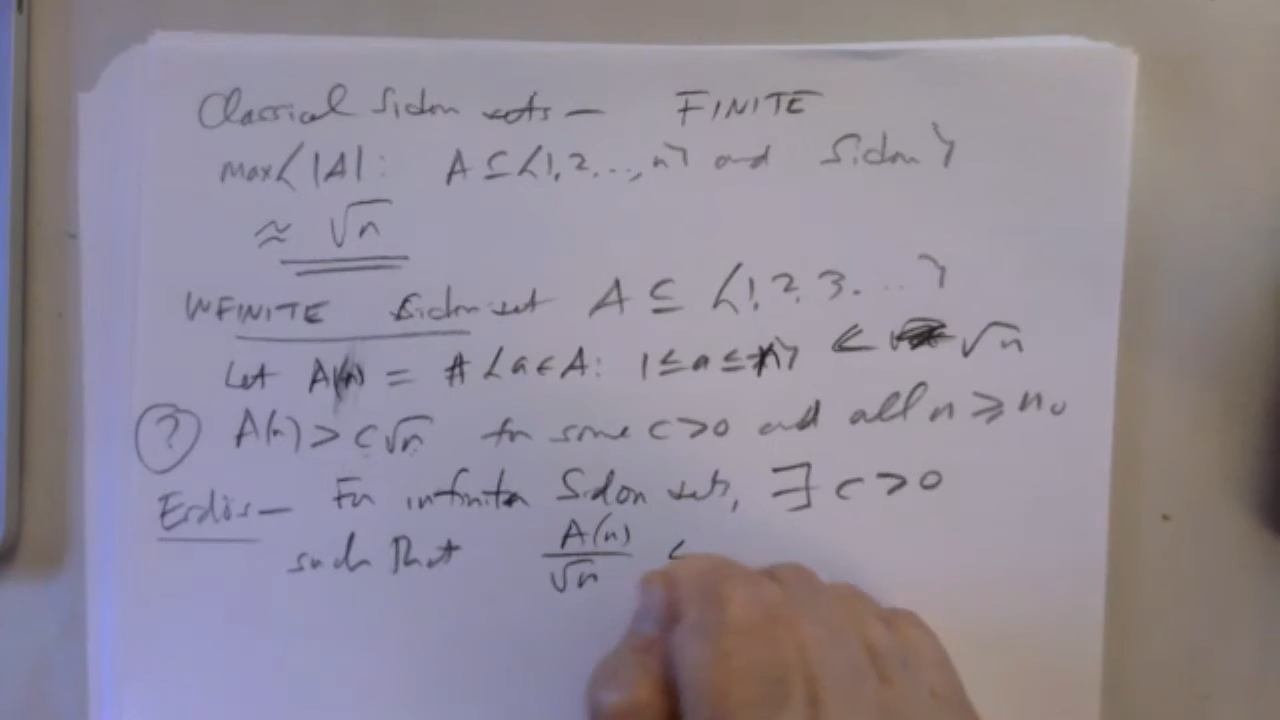 Classical Sidon sets — FINITE
max{ |A| : A ⊆ {1, 2, ..., n} and Sidon }
≈ √n
INFINITE Sidon set A ⊆ {1, 2, 3, ... }
Let A(n) = # {a ∈ A : 1 ≤ a ≤ n} < √n
? A(n) > c√n for some c > 0 and all n ≥ n₀
Erdős — For infinite Sidon sets, ∃ c > 0
such that A(n)/√n <